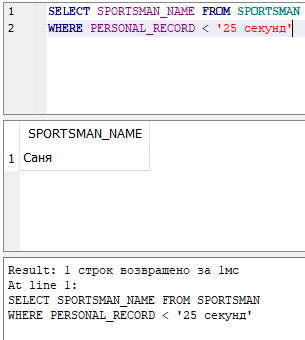 1 SELECT SPORTSMAN_NAME FROM SPORTSMAN
2 WHERE PERSONAL_RECORD < '25 секунд'
SPORTSMAN_NAME
1 Саня
Result: 1 строк возвращено за 1мс
At line 1:
SELECT SPORTSMAN_NAME FROM SPORTSMAN
WHERE PERSONAL_RECORD < '25 секунд'